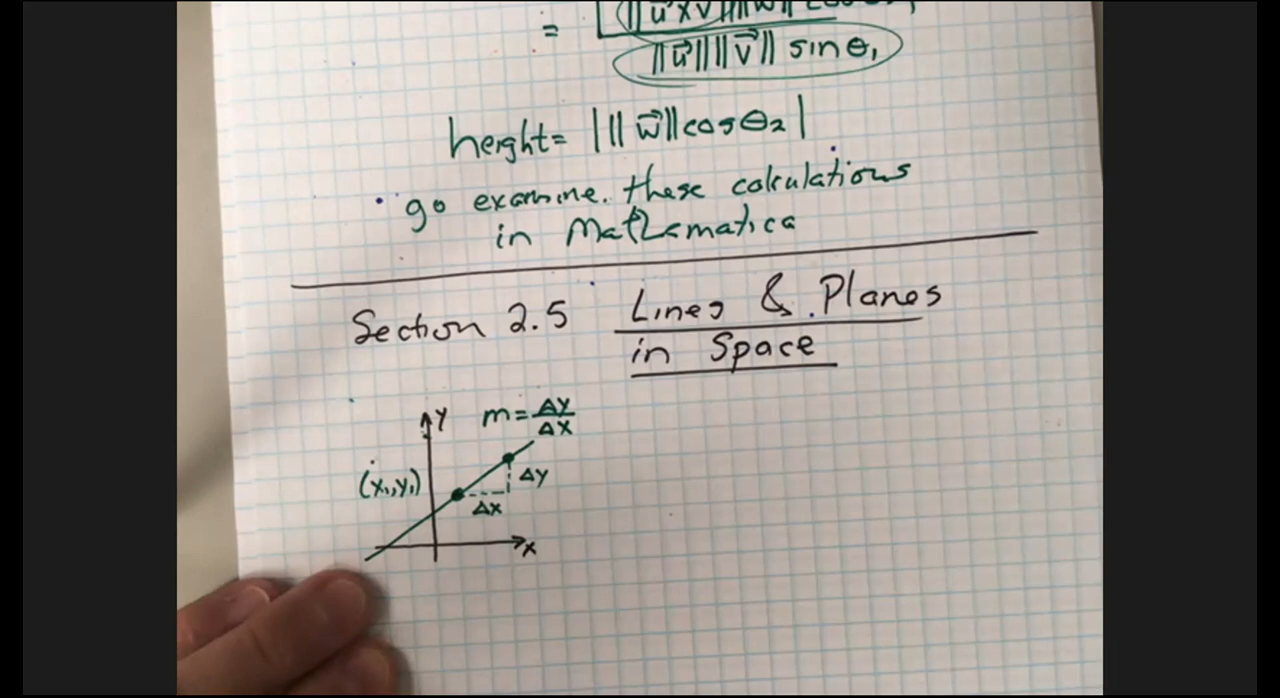 = ‖u⃗×v⃗‖‖w⃗‖
‖u⃗‖‖v⃗‖ sin θ₁
height= |‖w⃗‖cos θ₂|
• go examine these calculations
in Mathematica
Section 2.5 Lines & Planes
in Space
y m = Δy/Δx
(x₁,y₁) Δy
Δx
x